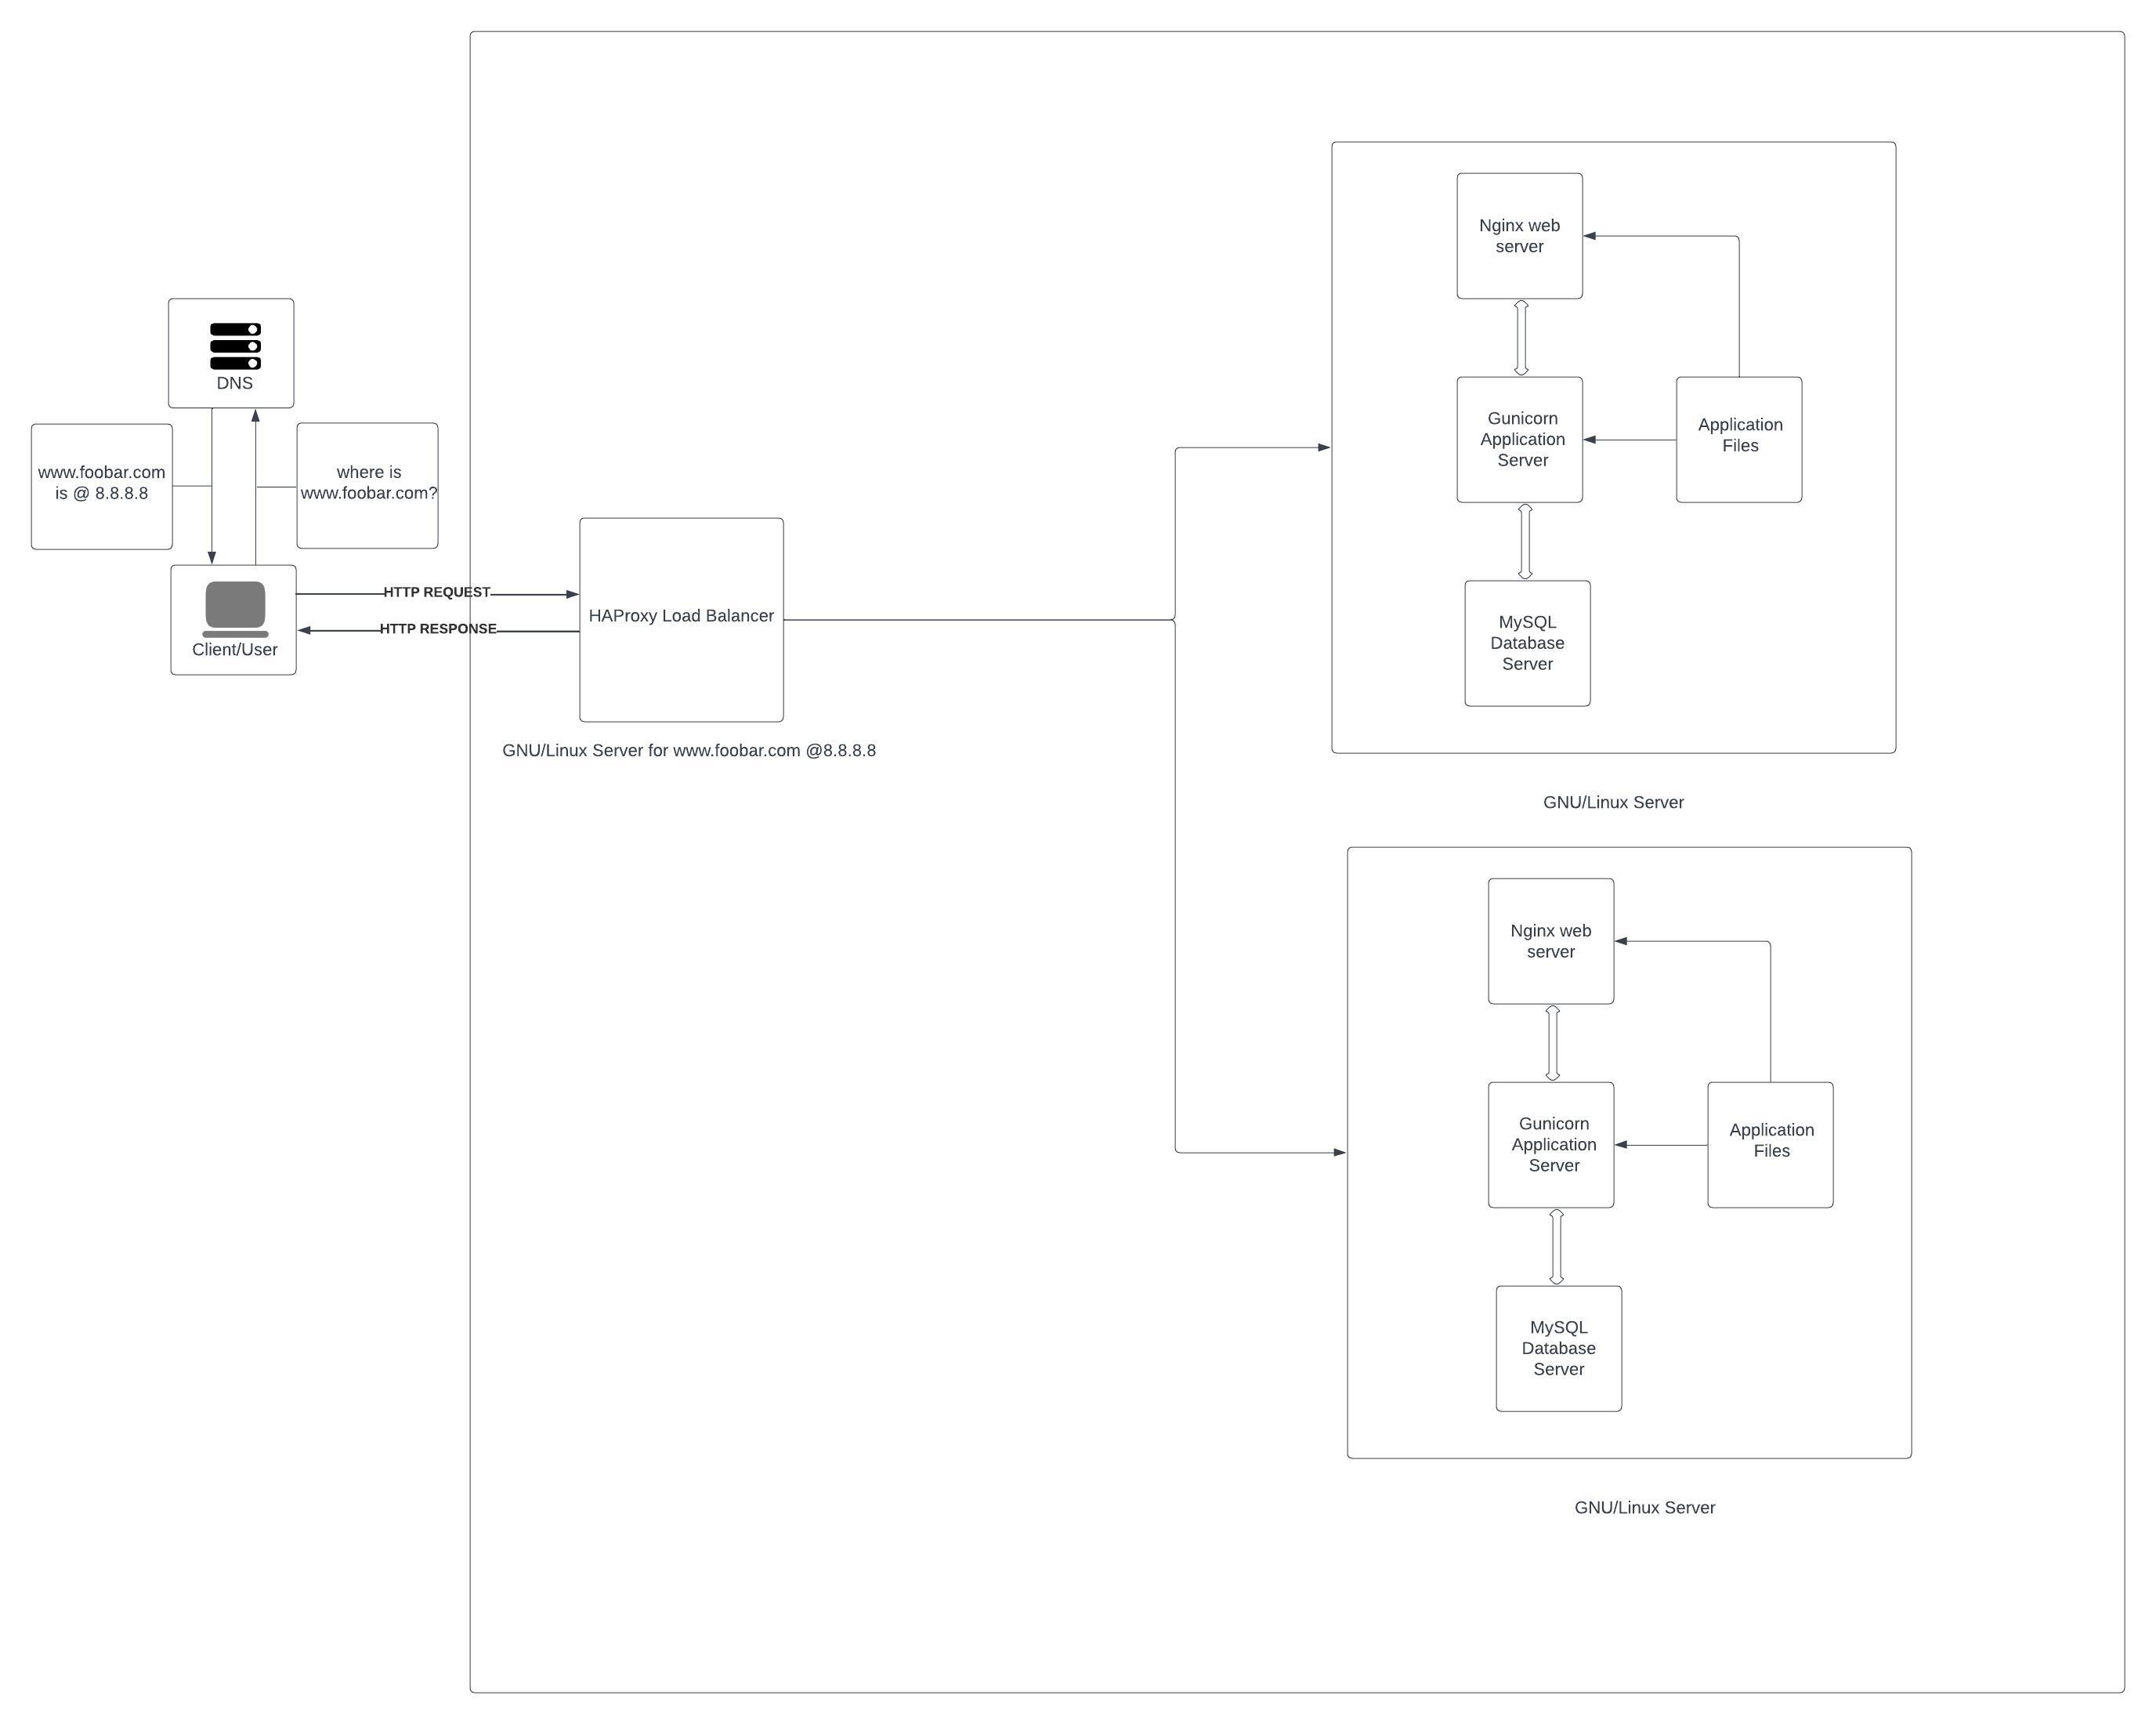 DNS
www.foobar.com
is @ 8.8.8.8
where is
www.foobar.com?
Client/User
HTTP REQUEST
HTTP RESPONSE
HAProxy Load Balancer
GNU/Linux Server for www.foobar.com @8.8.8.8
Nginx web
server
Gunicorn
Application
Server
Application
Files
MySQL
Database
Server
GNU/Linux Server
Nginx web
server
Gunicorn
Application
Server
Application
Files
MySQL
Database
Server
GNU/Linux Server